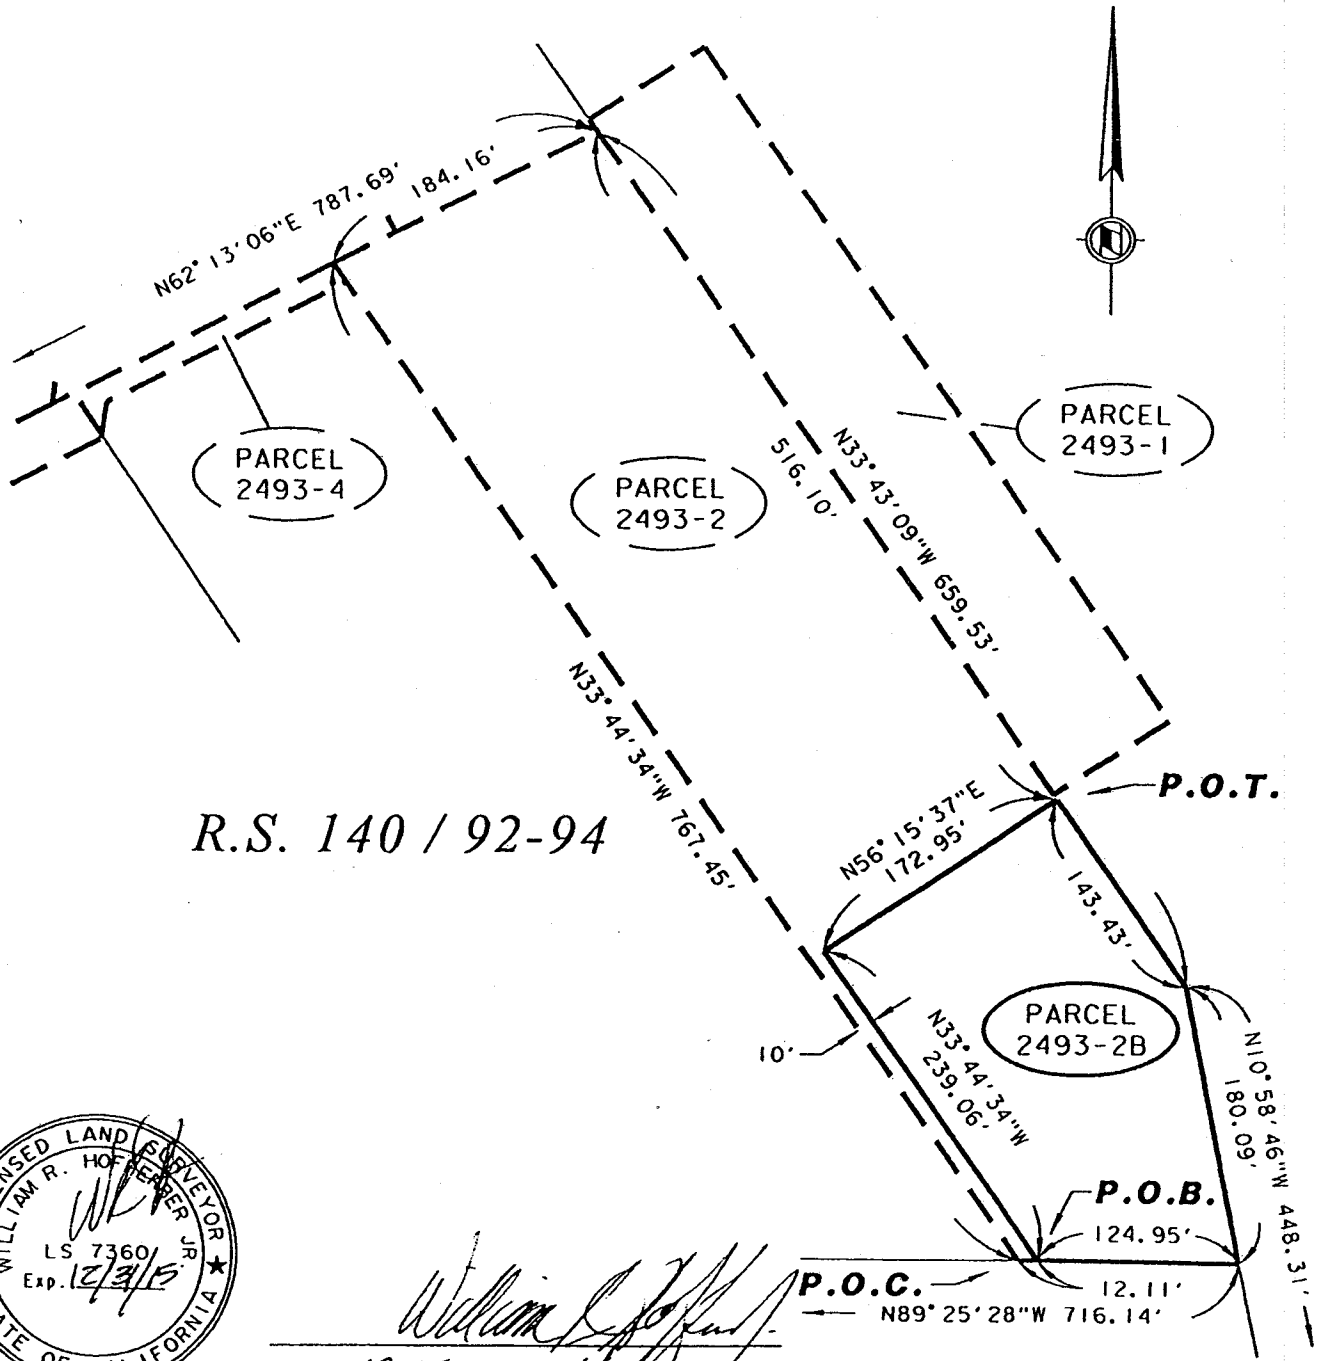 N62°13'06"E 787.69'
184.16'
PARCEL
2493-1
PARCEL
2493-4
PARCEL
2493-2
N33°43'09"W 659.53'
516.10'
N33°44'34"W 767.45'
P.O.T.
R.S. 140 / 92-94
N56°15'37"E
172.95'
143.43'
PARCEL
2493-2B
10'
N33°44'34"W
239.06'
N10°58'46"W 448.31'
180.09'
P.O.B.
124.95'
P.O.C.
12.11'
N89°25'28"W 716.14'
LAND SURVEYOR
WILLIAM R. HOFFERBER JR.
LS 7360
Exp. 12/31/15
OF CALIFORNIA